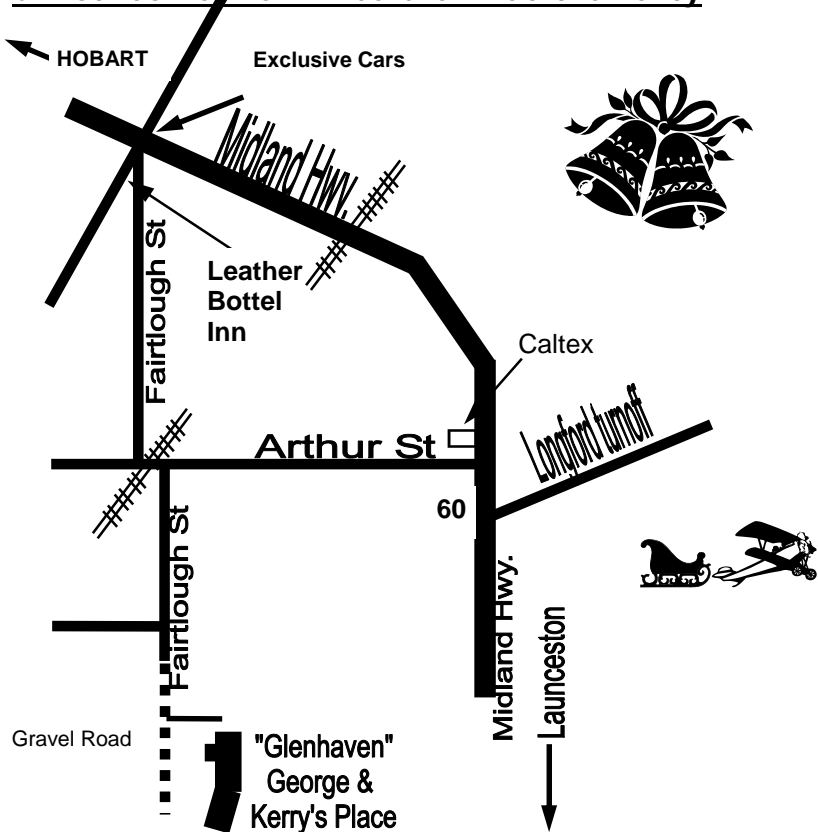 HOBART
Exclusive Cars
Midland Hwy.
Fairtlough St
Leather
Bottel
Inn
Caltex
Longford turnoff
Arthur St
60
Fairtlough St
Midland Hwy.
Launceston
Gravel Road
"Glenhaven"
George &
Kerry's Place